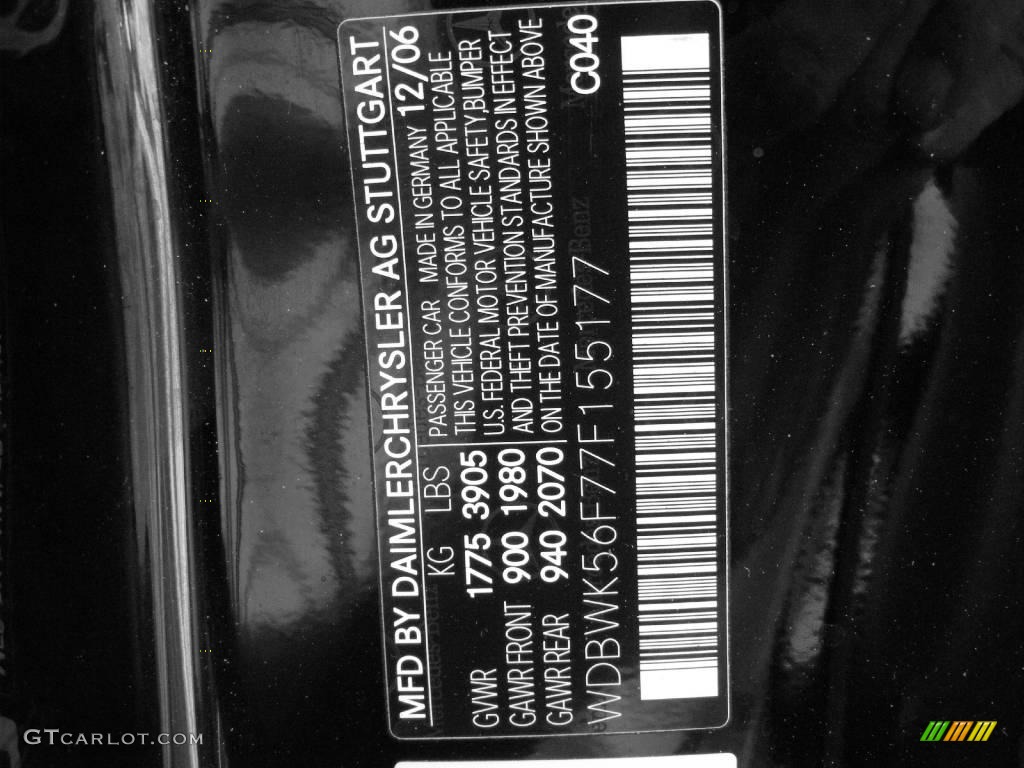 MFD BY DAIMLERCHRYSLER AG STUTTGART
KG LBS PASSENGER CAR MADE IN GERMANY 12/06
THIS VEHICLE CONFORMS TO ALL APPLICABLE
GVWR 1775 3905 U.S. FEDERAL MOTOR VEHICLE SAFETY,BUMPER
GAWR FRONT 900 1980 AND THEFT PREVENTION STANDARDS IN EFFECT
GAWR REAR 940 2070 ON THE DATE OF MANUFACTURE SHOWN ABOVE
WDBWK56F77F155177 C040
GTCARLOT.COM